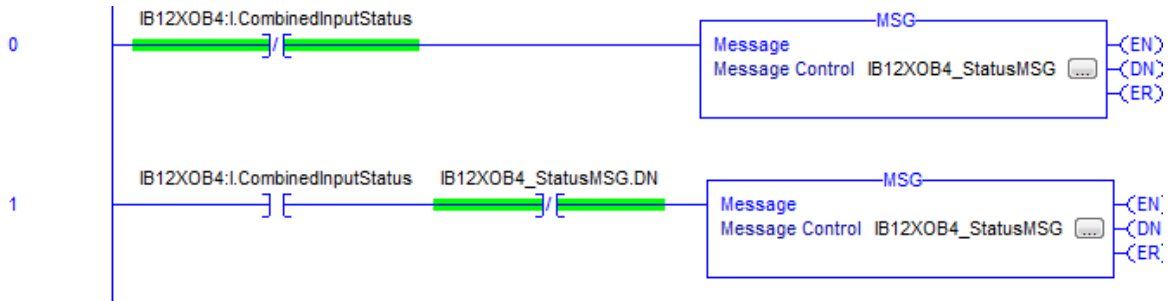 IB12XOB4:I.CombinedInputStatus
MSG
0
Message
EN
Message Control IB12XOB4_StatusMSG ...
DN
ER
IB12XOB4:I.CombinedInputStatus IB12XOB4_StatusMSG.DN
MSG
1
Message
EN
Message Control IB12XOB4_StatusMSG ...
DN
ER